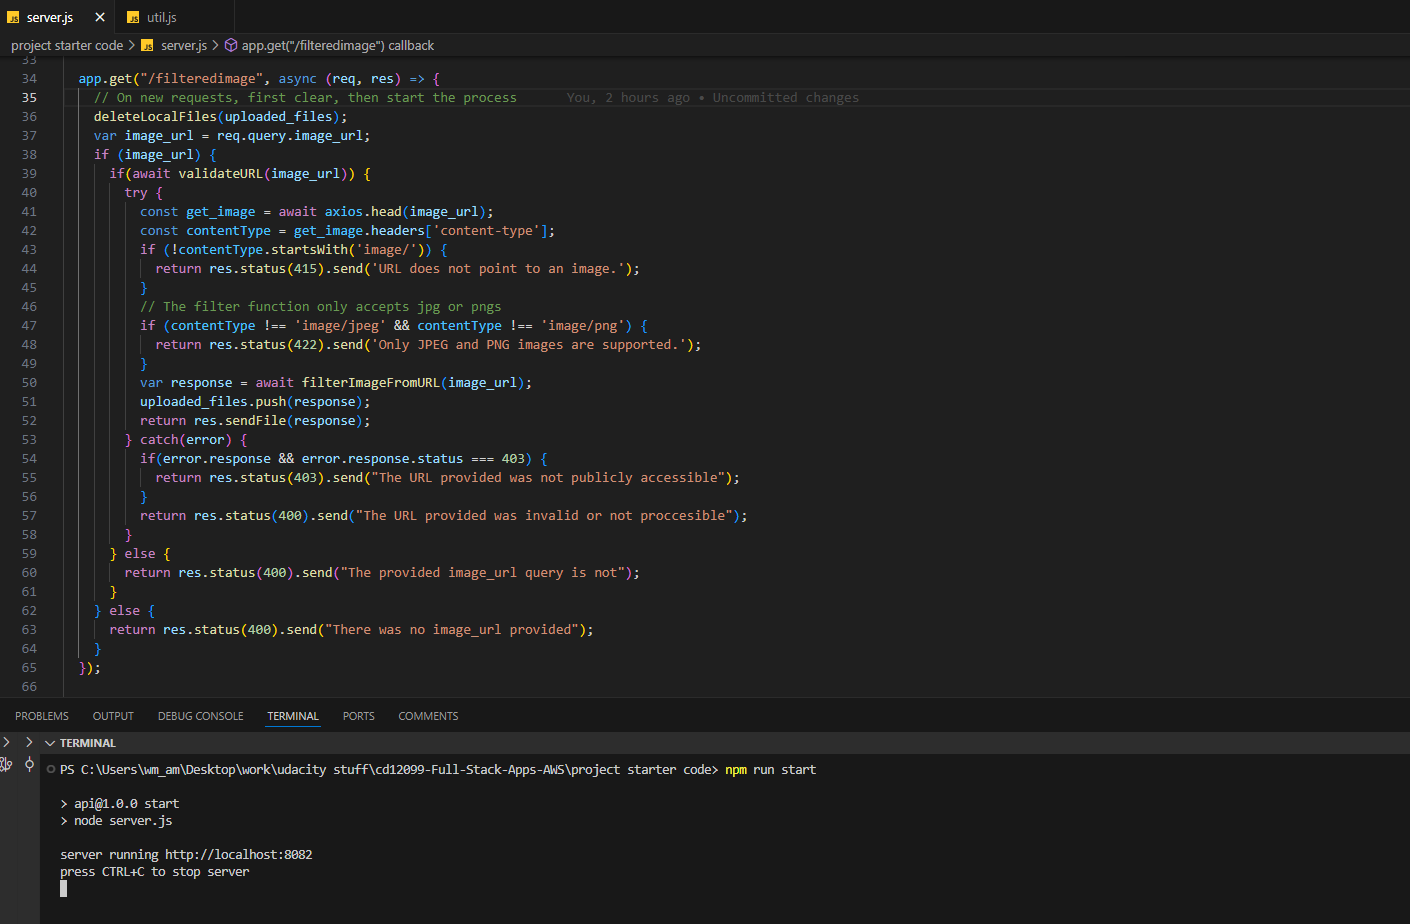 JS server.js × JS util.js
project starter code > JS server.js > app.get("/filteredimage") callback
33
34 app.get("/filteredimage", async (req, res) => {
35 // On new requests, first clear, then start the process You, 2 hours ago • Uncommitted changes
36 deleteLocalFiles(uploaded_files);
37 var image_url = req.query.image_url;
38 if (image_url) {
39 if(await validateURL(image_url)) {
40 try {
41 const get_image = await axios.head(image_url);
42 const contentType = get_image.headers['content-type'];
43 if (!contentType.startsWith('image/')) {
44 return res.status(415).send('URL does not point to an image.');
45 }
46 // The filter function only accepts jpg or pngs
47 if (contentType !== 'image/jpeg' && contentType !== 'image/png') {
48 return res.status(422).send('Only JPEG and PNG images are supported.');
49 }
50 var response = await filterImageFromURL(image_url);
51 uploaded_files.push(response);
52 return res.sendFile(response);
53 } catch(error) {
54 if(error.response && error.response.status === 403) {
55 return res.status(403).send("The URL provided was not publicly accessible");
56 }
57 return res.status(400).send("The URL provided was invalid or not proccesible");
58 }
59 } else {
60 return res.status(400).send("The provided image_url query is not");
61 }
62 } else {
63 return res.status(400).send("There was no image_url provided");
64 }
65 });
66
PROBLEMS OUTPUT DEBUG CONSOLE TERMINAL PORTS COMMENTS
TERMINAL
PS C:\Users\wm_am\Desktop\work\udacity stuff\cd12099-Full-Stack-Apps-AWS\project starter code> npm run start
> api@1.0.0 start
> node server.js
server running http://localhost:8082
press CTRL+C to stop server